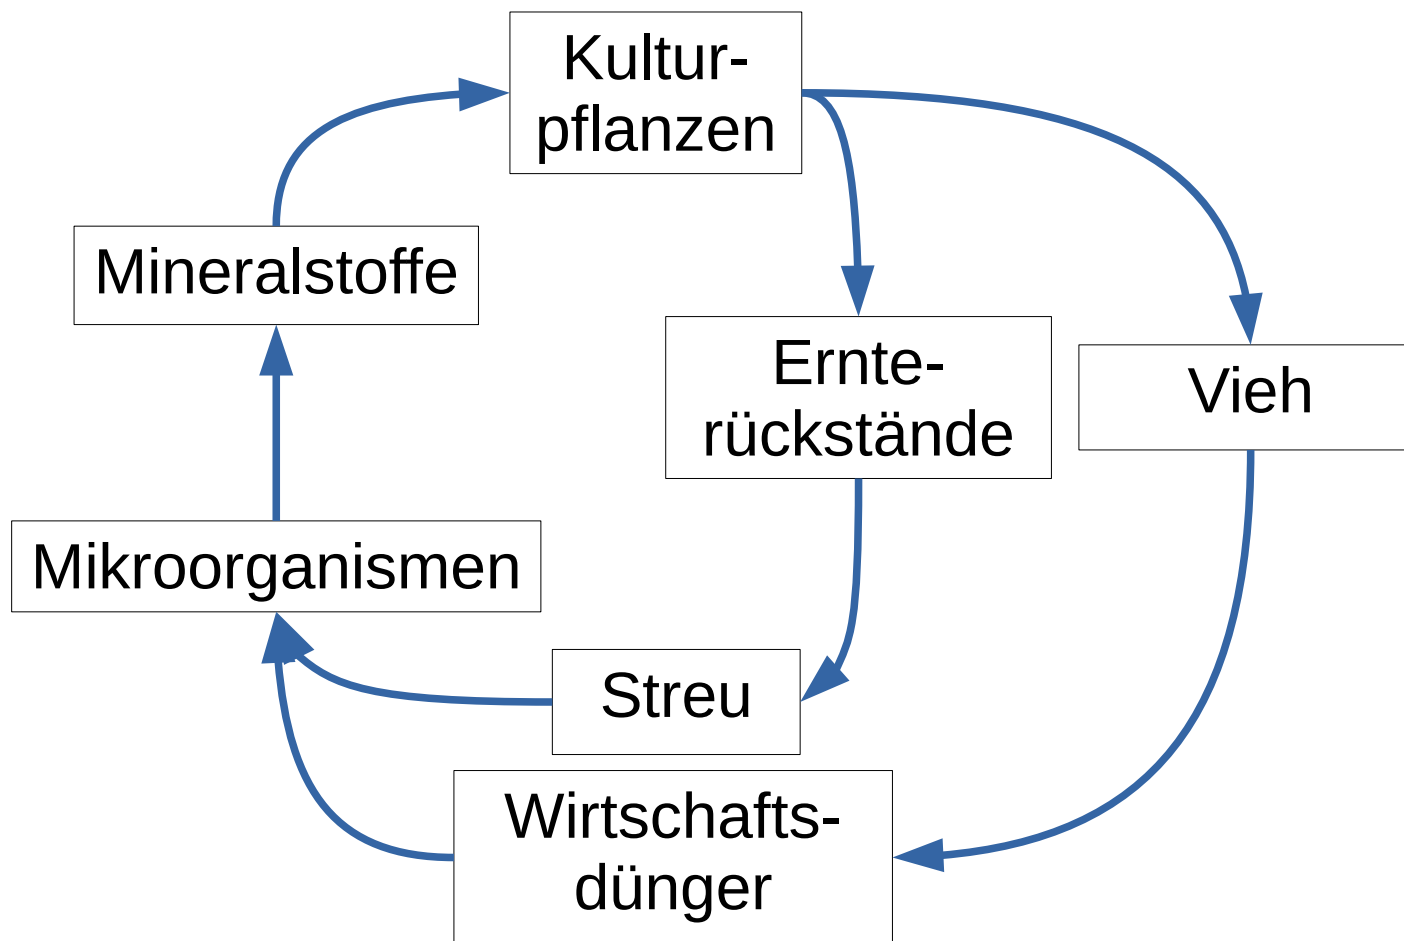 Kultur-
pflanzen
Mineralstoffe
Ernte-
rückstände
Vieh
Mikroorganismen
Streu
Wirtschafts-
dünger